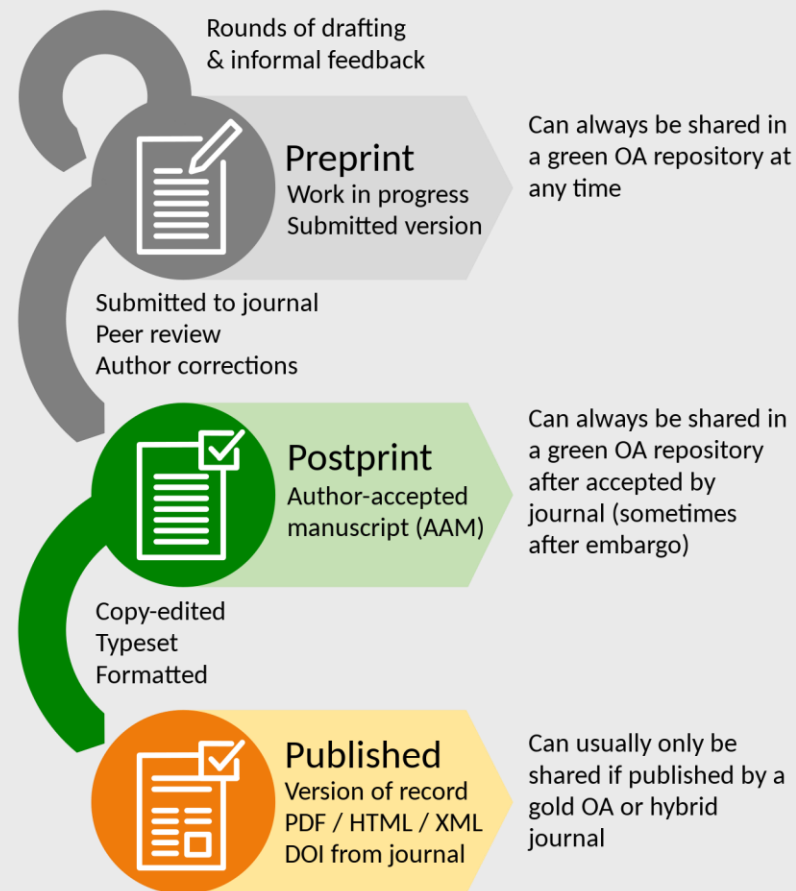 Rounds of drafting
& informal feedback
Preprint
Work in progress
Submitted version
Can always be shared in
a green OA repository at
any time
Submitted to journal
Peer review
Author corrections
Postprint
Author-accepted
manuscript (AAM)
Can always be shared in
a green OA repository
after accepted by
journal (sometimes
after embargo)
Copy-edited
Typeset
Formatted
Published
Version of record
PDF / HTML / XML
DOI from journal
Can usually only be
shared if published by a
gold OA or hybrid
journal